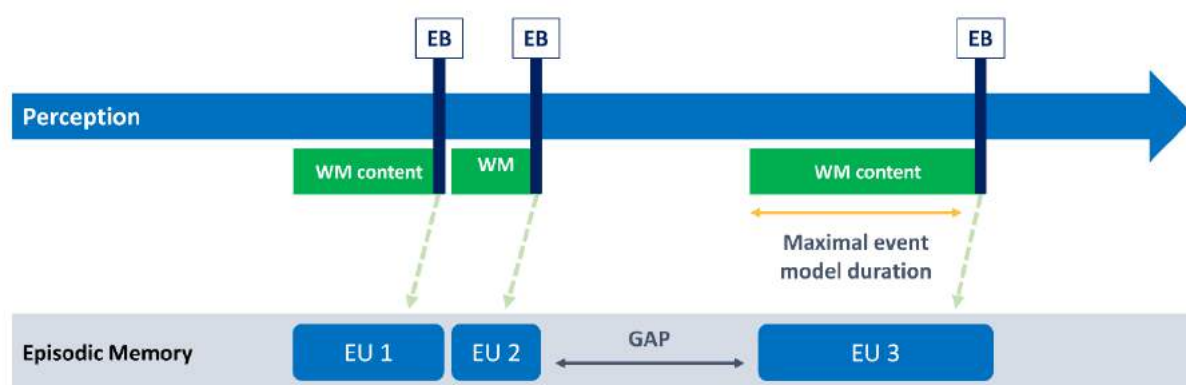 EB
EB
EB
Perception
WM content
WM
WM content
Maximal event
model duration
Episodic Memory
EU 1
EU 2
GAP
EU 3